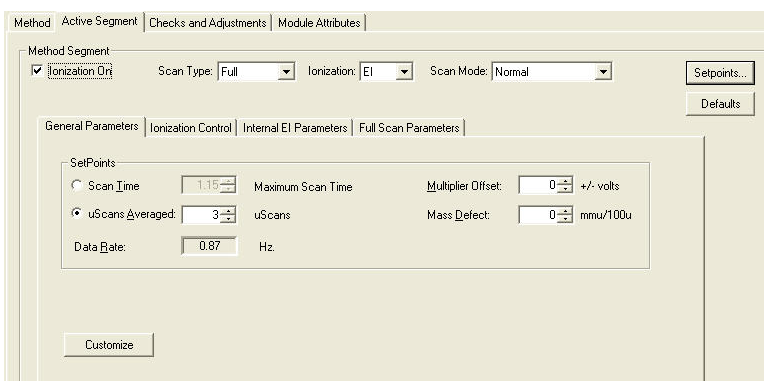 Method Active Segment Checks and Adjustments Module Attributes
Method Segment
Ionization On Scan Type: Full Ionization: EI Scan Mode: Normal Setpoints...
Defaults
General Parameters Ionization Control Internal EI Parameters Full Scan Parameters
SetPoints
Scan Time 1.15 Maximum Scan Time Multiplier Offset: 0 +/- volts
uScans Averaged: 3 uScans Mass Defect: 0 mmu/100u
Data Rate: 0.87 Hz.
Customize